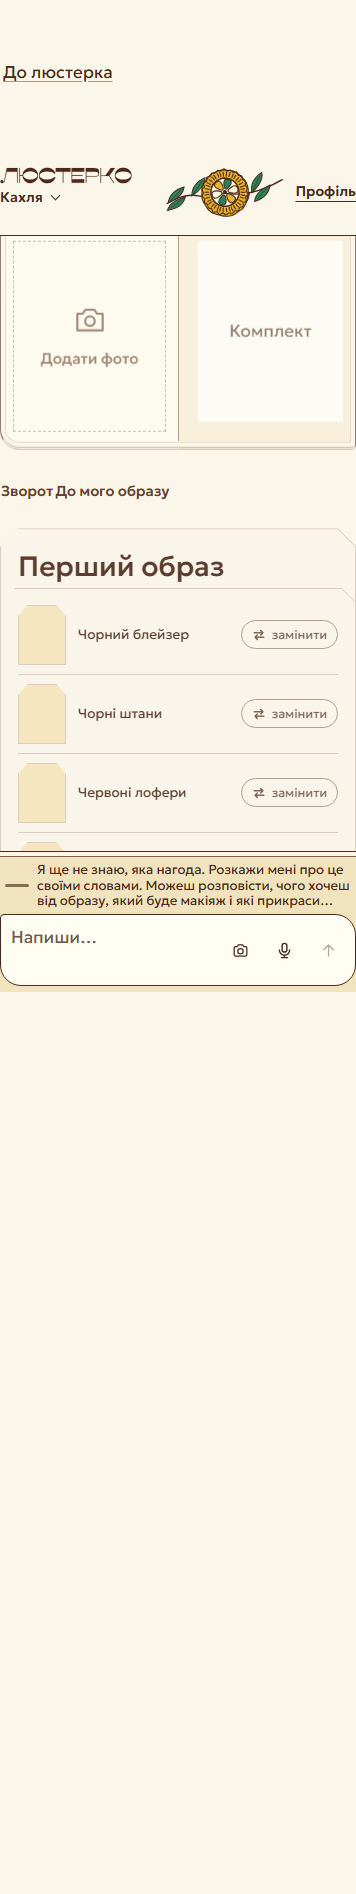 До люстерка
ЛЮСТЕРКО
Кахля
Профіль
Додати фото
Комплект
Зворот До мого образу
Перший образ
Чорний блейзер
замінити
Чорні штани
замінити
Червоні лофери
замінити
Я ще не знаю, яка нагода. Розкажи мені про це
своїми словами. Можеш розповісти, чого хочеш
від образу, який буде макіяж і які прикраси…
Напиши…